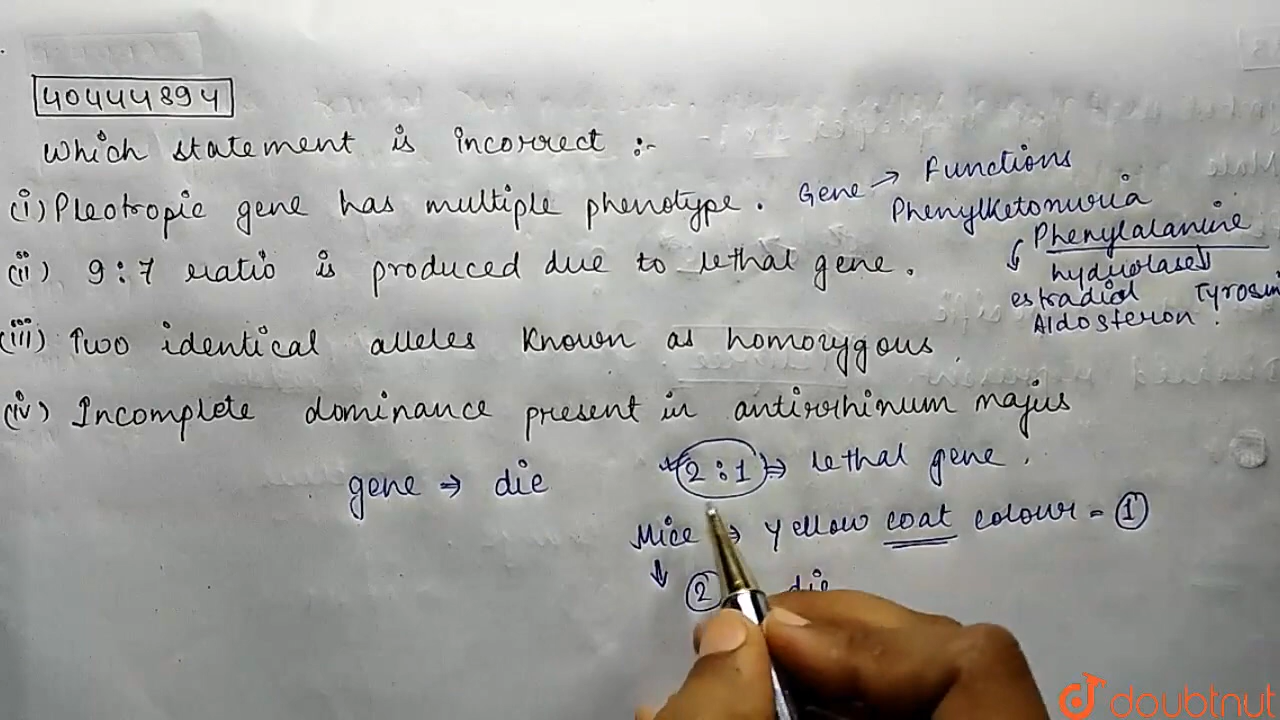 40444894
Which statement is incorrect :-
(i) Pleotropic gene has multiple phenotype.
Gene → Functions
Phenylketonuria
Phenylalanine
hydrolases
estradiol Tyrosin
Aldosteron.
(ii) 9:7 ratio is produced due to lethal gene.
(iii) Two identical alleles known as homozygous.
(iv) Incomplete dominance present in antirrhinum majus
gene → die
2:1 ⇒ lethal gene.
Mice → Yellow coat colour = 1
↓ 2 die
doubtnut